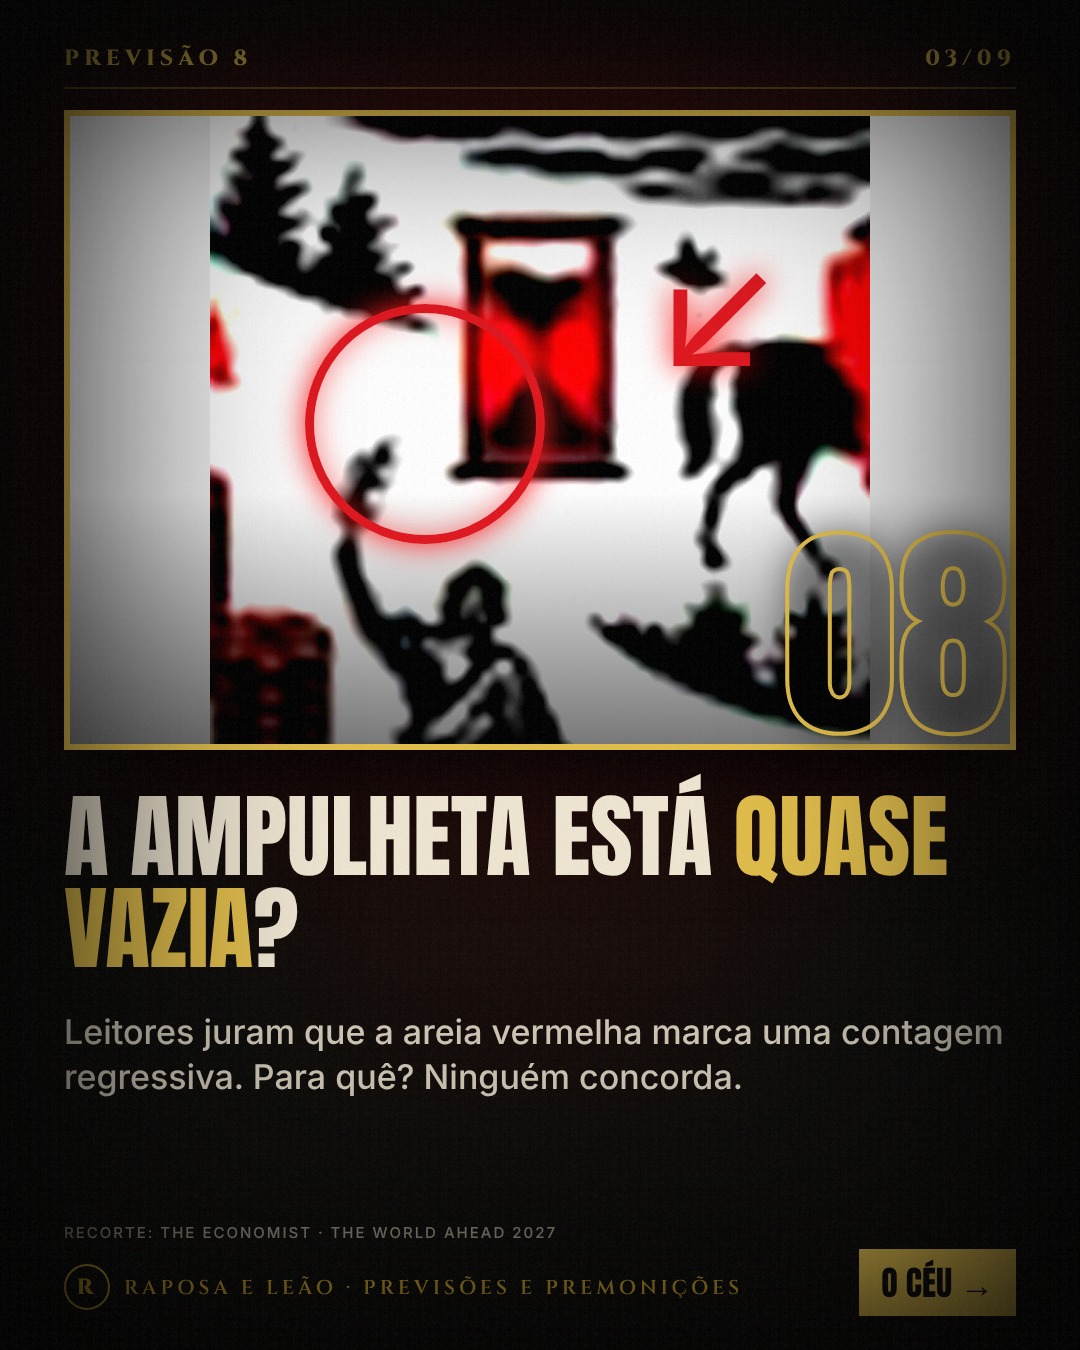 PREVISÃO 8
03/09
08
A AMPULHETA ESTÁ QUASE
VAZIA?
Leitores juram que a areia vermelha marca uma contagem
regressiva. Para quê? Ninguém concorda.
RECORTE: THE ECONOMIST · THE WORLD AHEAD 2027
R RAPOSA E LEÃO · PREVISÕES E PREMONIÇÕES
O CÉU →